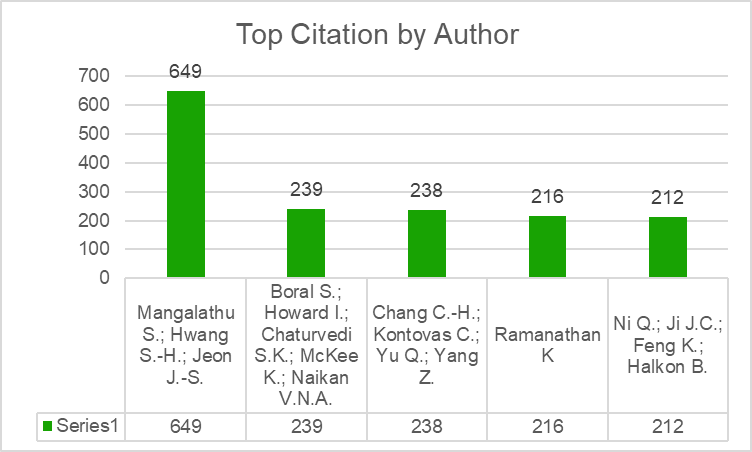 Top Citation by Author
700
600
500
400
300
200
100
0
649
239
238
216
212
Mangalathu
S.; Hwang
S.-H.; Jeon
J.-S.
Boral S.;
Howard I.;
Chaturvedi
S.K.; McKee
K.; Naikan
V.N.A.
Chang C.-H.;
Kontovas C.;
Yu Q.; Yang
Z.
Ramanathan
K
Ni Q.; Ji J.C.;
Feng K.;
Halkon B.
Series1 649 239 238 216 212